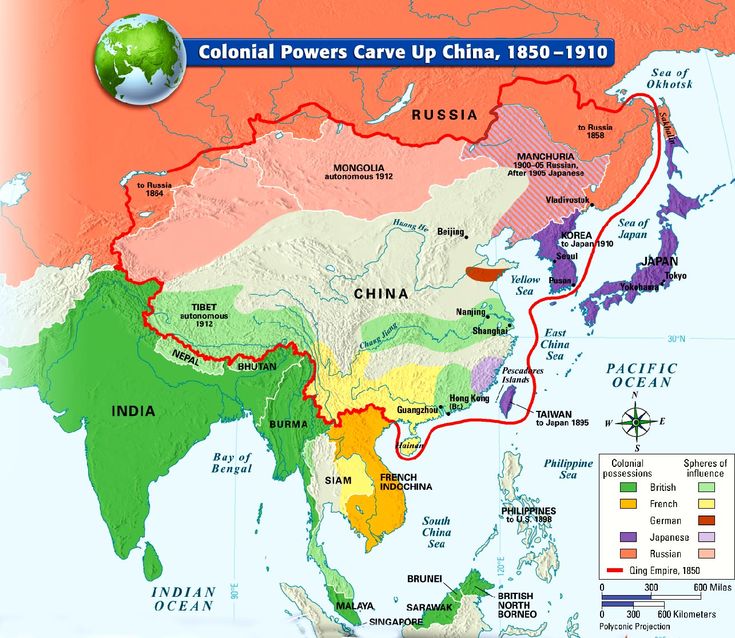 Colonial Powers Carve Up China, 1850–1910
Sea of
Okhotsk
RUSSIA
to Russia
1858
Sakhalin
MONGOLIA
autonomous 1912
MANCHURIA
1900–05 Russian,
After 1905 Japanese
to Russia
1864
Vladivostok
Huang He
Beijing
Sea of
Japan
KOREA
to Japan 1910
Seoul
JAPAN
Tokyo
Yokohama
Pusan
Yellow
Sea
CHINA
TIBET
autonomous
1912
Nanjing
Shanghai
Chang Jiang
East
China
Sea
30°N
NEPAL
BHUTAN
Pescadores
Islands
PACIFIC
OCEAN
INDIA
BURMA
Guangzhou
Hong Kong
(Br.)
TAIWAN
to Japan 1895
N
W
E
S
Hainan
Bay of
Bengal
SIAM
FRENCH
INDOCHINA
Philippine
Sea
PHILIPPINES
to U.S. 1898
South
China
Sea
120°E
90°E
INDIAN
OCEAN
BRUNEI
BRITISH
NORTH
BORNEO
MALAYA
SARAWAK
SINGAPORE
Colonial
possessions
Spheres of
influence
British
French
German
Japanese
Russian
Qing Empire, 1850
0 300 600 Miles
0 300 600 Kilometers
Polyconic Projection